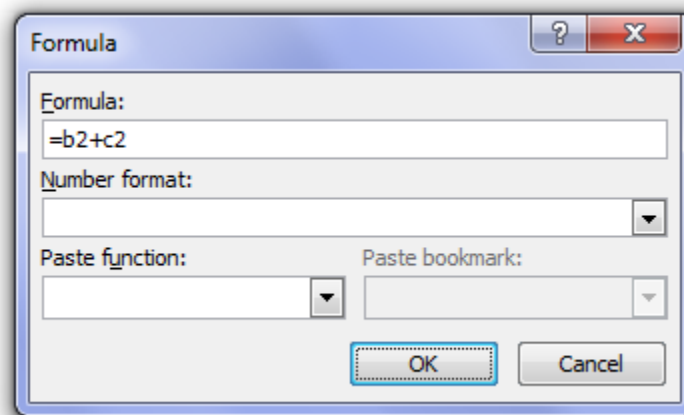 Formula
Formula:
=b2+c2
Number format:
Paste function: Paste bookmark:
OK Cancel